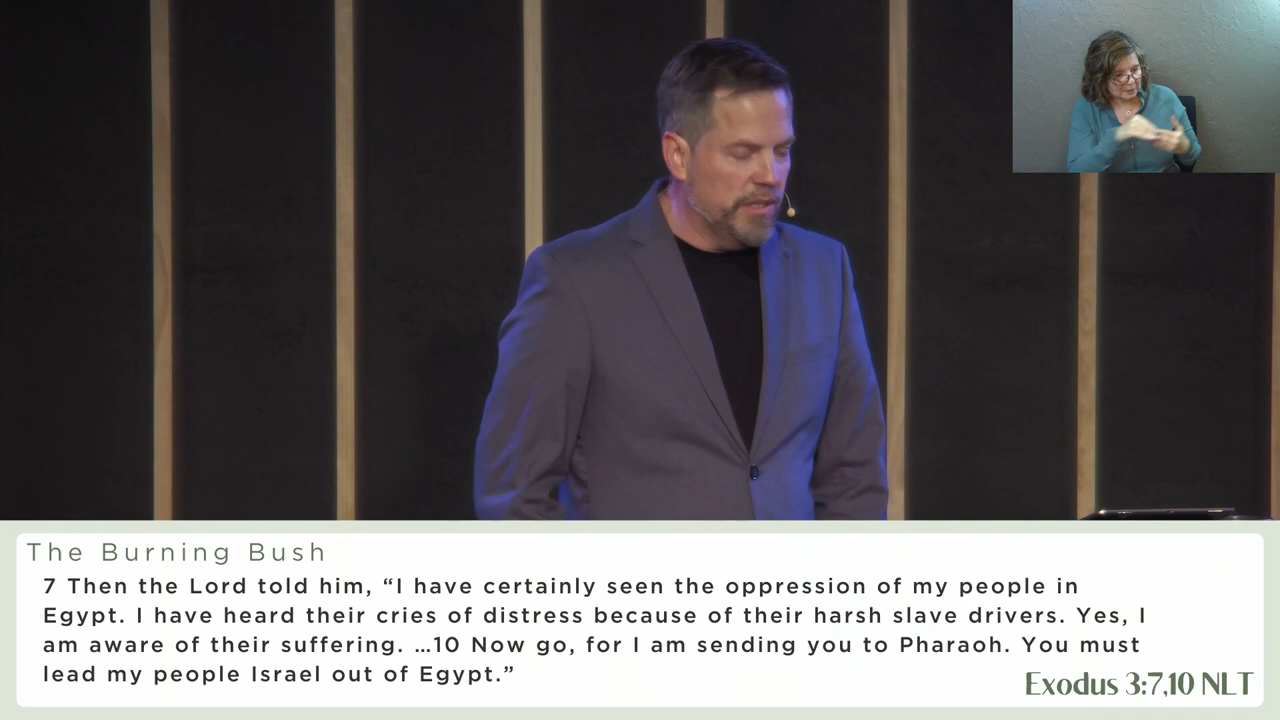 The Burning Bush
7 Then the Lord told him, “I have certainly seen the oppression of my people in
Egypt. I have heard their cries of distress because of their harsh slave drivers. Yes, I
am aware of their suffering. …10 Now go, for I am sending you to Pharaoh. You must
lead my people Israel out of Egypt.”
Exodus 3:7,10 NLT